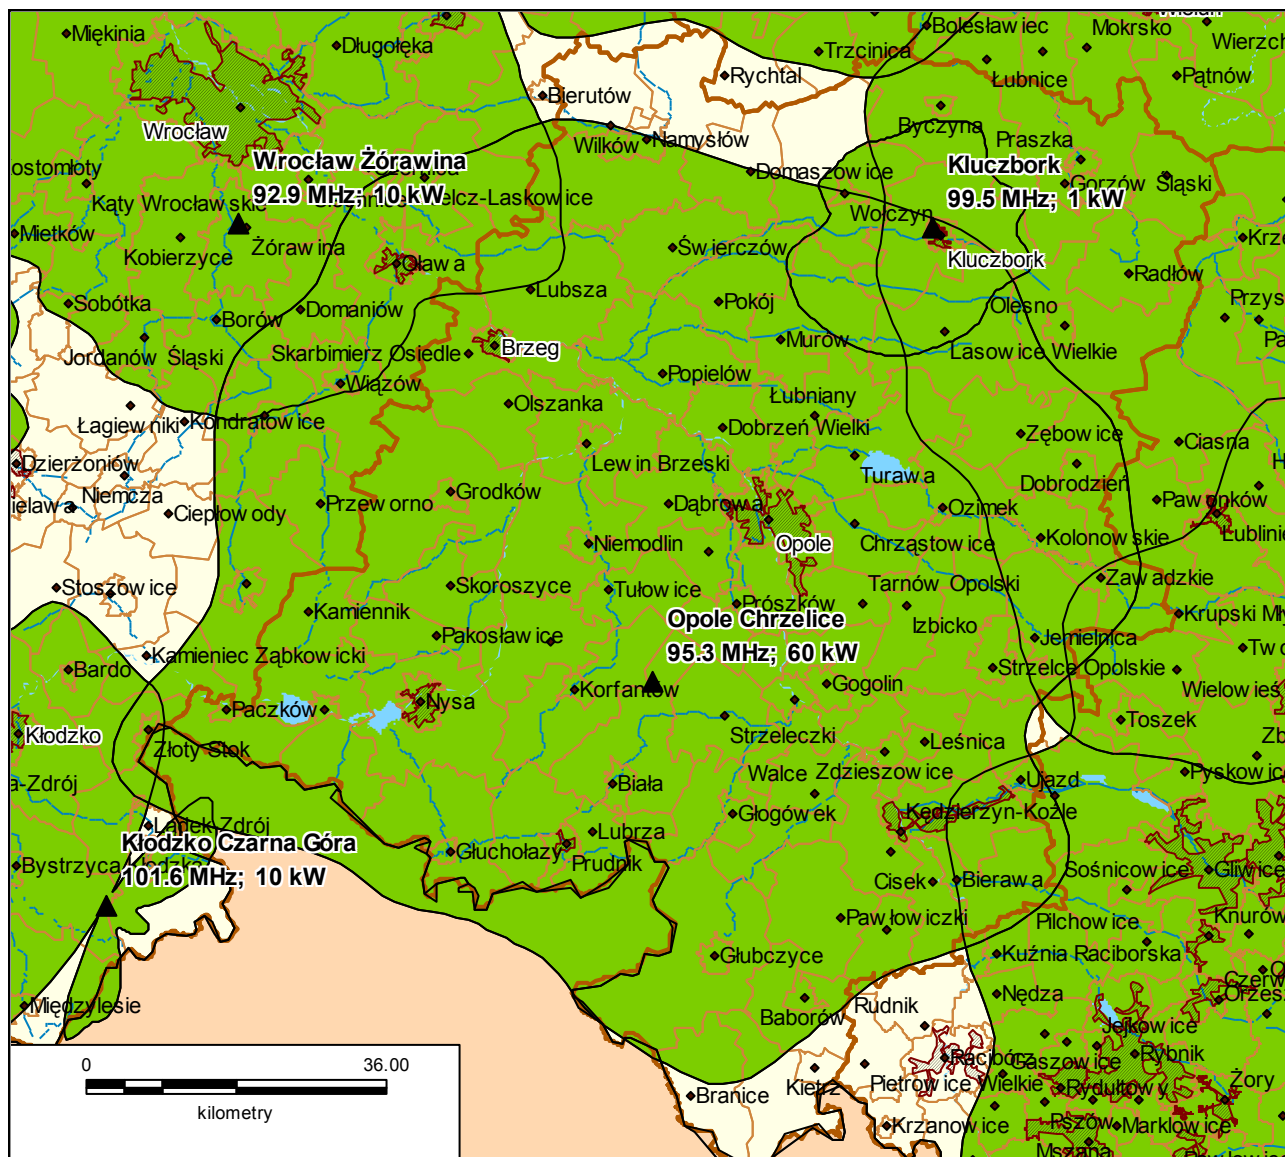 Miękinia
Długołęka
Trzcinica
Bolesławiec
Mokrsko
Łubnice
Pątnów
Rychtal
Bierutów
Wrocław
Wilków
Namysłów
Byczyna
Praszka
Domaszowice
Gorzów Śląski
Wrocław Żórawina
92.9 MHz; 10 kW
Kluczbork
99.5 MHz; 1 kW
Kąty Wrocławskie
Mietków
Kobierzyce
Żórawina
Oława
Wołczyn
Kluczbork
Świerczów
Radłów
Sobótka
Borów
Domaniów
Lubsza
Pokój
Olesno
Jordanów Śląski
Skarbimierz Osiedle
Brzeg
Murów
Lasowice Wielkie
Wiązów
Popielów
Łagiewniki
Kondratowice
Olszanka
Łubniany
Dobrzeń Wielki
Zębowice
Ciasna
Dzierżoniów
Niemcza
Lewin Brzeski
Turawa
Dobrodzień
Pawonków
Ciepłowody
Przeworno
Grodków
Dąbrowa
Opole
Ozimek
Chrząstowice
Kolonowskie
Stoszowice
Niemodlin
Skoroszyce
Tułowice
Tarnów Opolski
Zawadzkie
Kamiennik
Prószków
Izbicko
Pakosławice
Opole Chrzelice
95.3 MHz; 60 kW
Jemielnica
Kamieniec Ząbkowicki
Bardo
Korfantów
Gogolin
Strzelce Opolskie
Paczków
Nysa
Kłodzko
Złoty Stok
Strzeleczki
Leśnica
Toszek
Walce
Zdzieszowice
Ujazd
Biała
Głogówek
Kędzierzyn-Koźle
Lądek-Zdrój
Kłodzko Czarna Góra
101.6 MHz; 10 kW
Lubrza
Głuchołazy
Prudnik
Cisek
Bierawa
Sośnicowice
Gliwice
Pawłowiczki
Pilchowice
Knurów
Głubczyce
Kuźnia Raciborska
Międzylesie
Baborów
Rudnik
Nędza
Jejkowice
Racibórz
Gaszowice
Rybnik
Kietrz
Pietrowice Wielkie
Rydułtowy
Żory
Branice
Krzanowice
Pszów
Marklowice
Mszana
0
36.00
kilometry